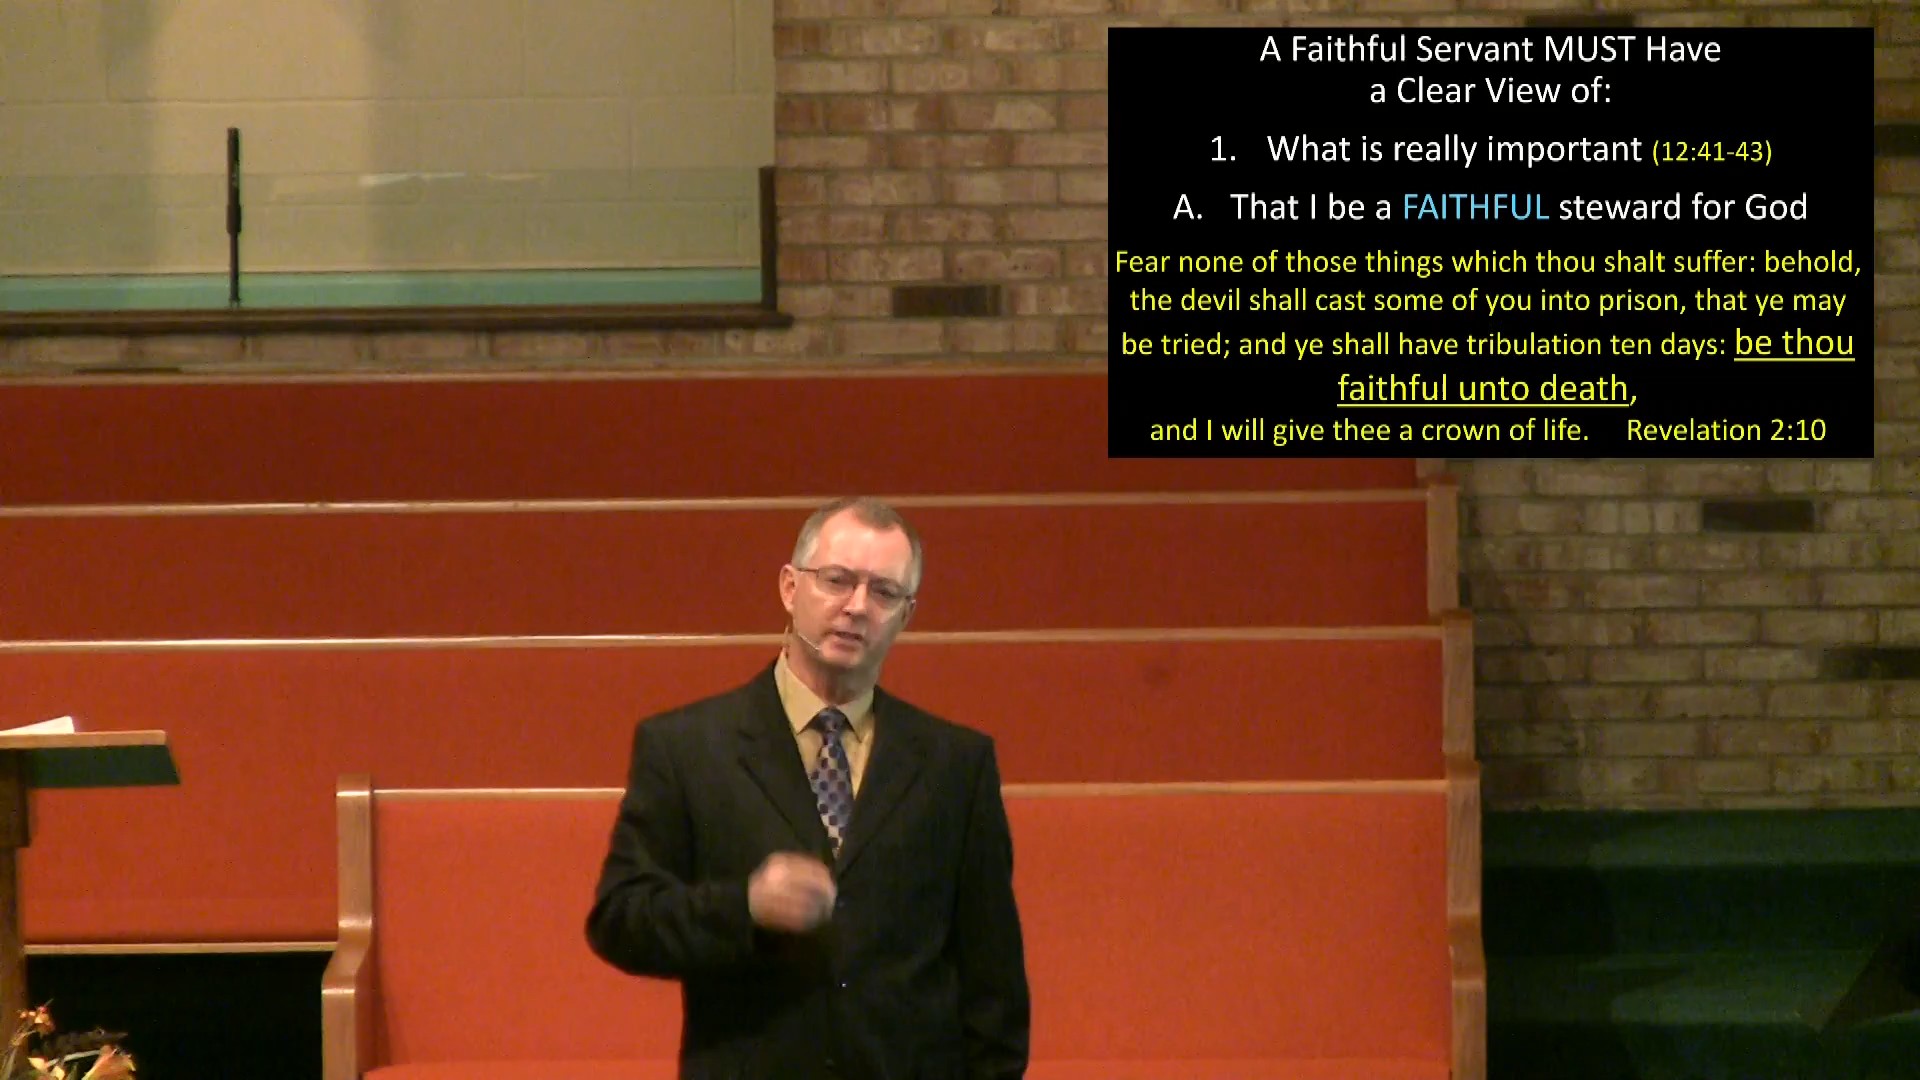 A Faithful Servant MUST Have
a Clear View of:
1. What is really important (12:41-43)
A. That I be a FAITHFUL steward for God
Fear none of those things which thou shalt suffer: behold,
the devil shall cast some of you into prison, that ye may
be tried; and ye shall have tribulation ten days: be thou
faithful unto death,
and I will give thee a crown of life. Revelation 2:10